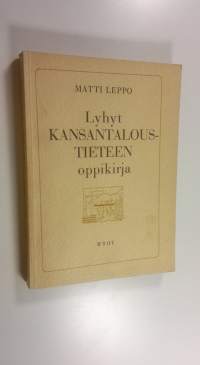 MATTI LEPPO
Lyhyt
KANSANTALOUS-
TIETEEN
oppikirja
WSOY